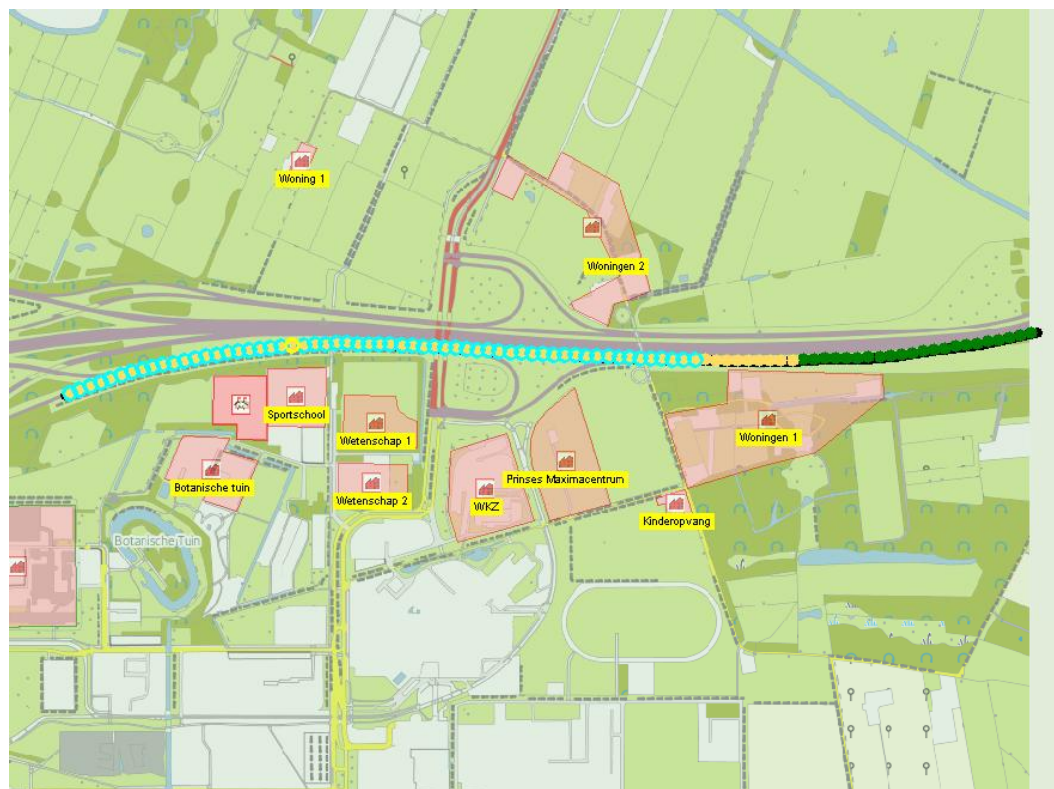 Woning 1
Woningen 2
Sportschool
Wetenschap 1
Woningen 1
Botanische tuin
Prinses Maximacentrum
Wetenschap 2
WKZ
Kinderopvang
Botanische Tuin